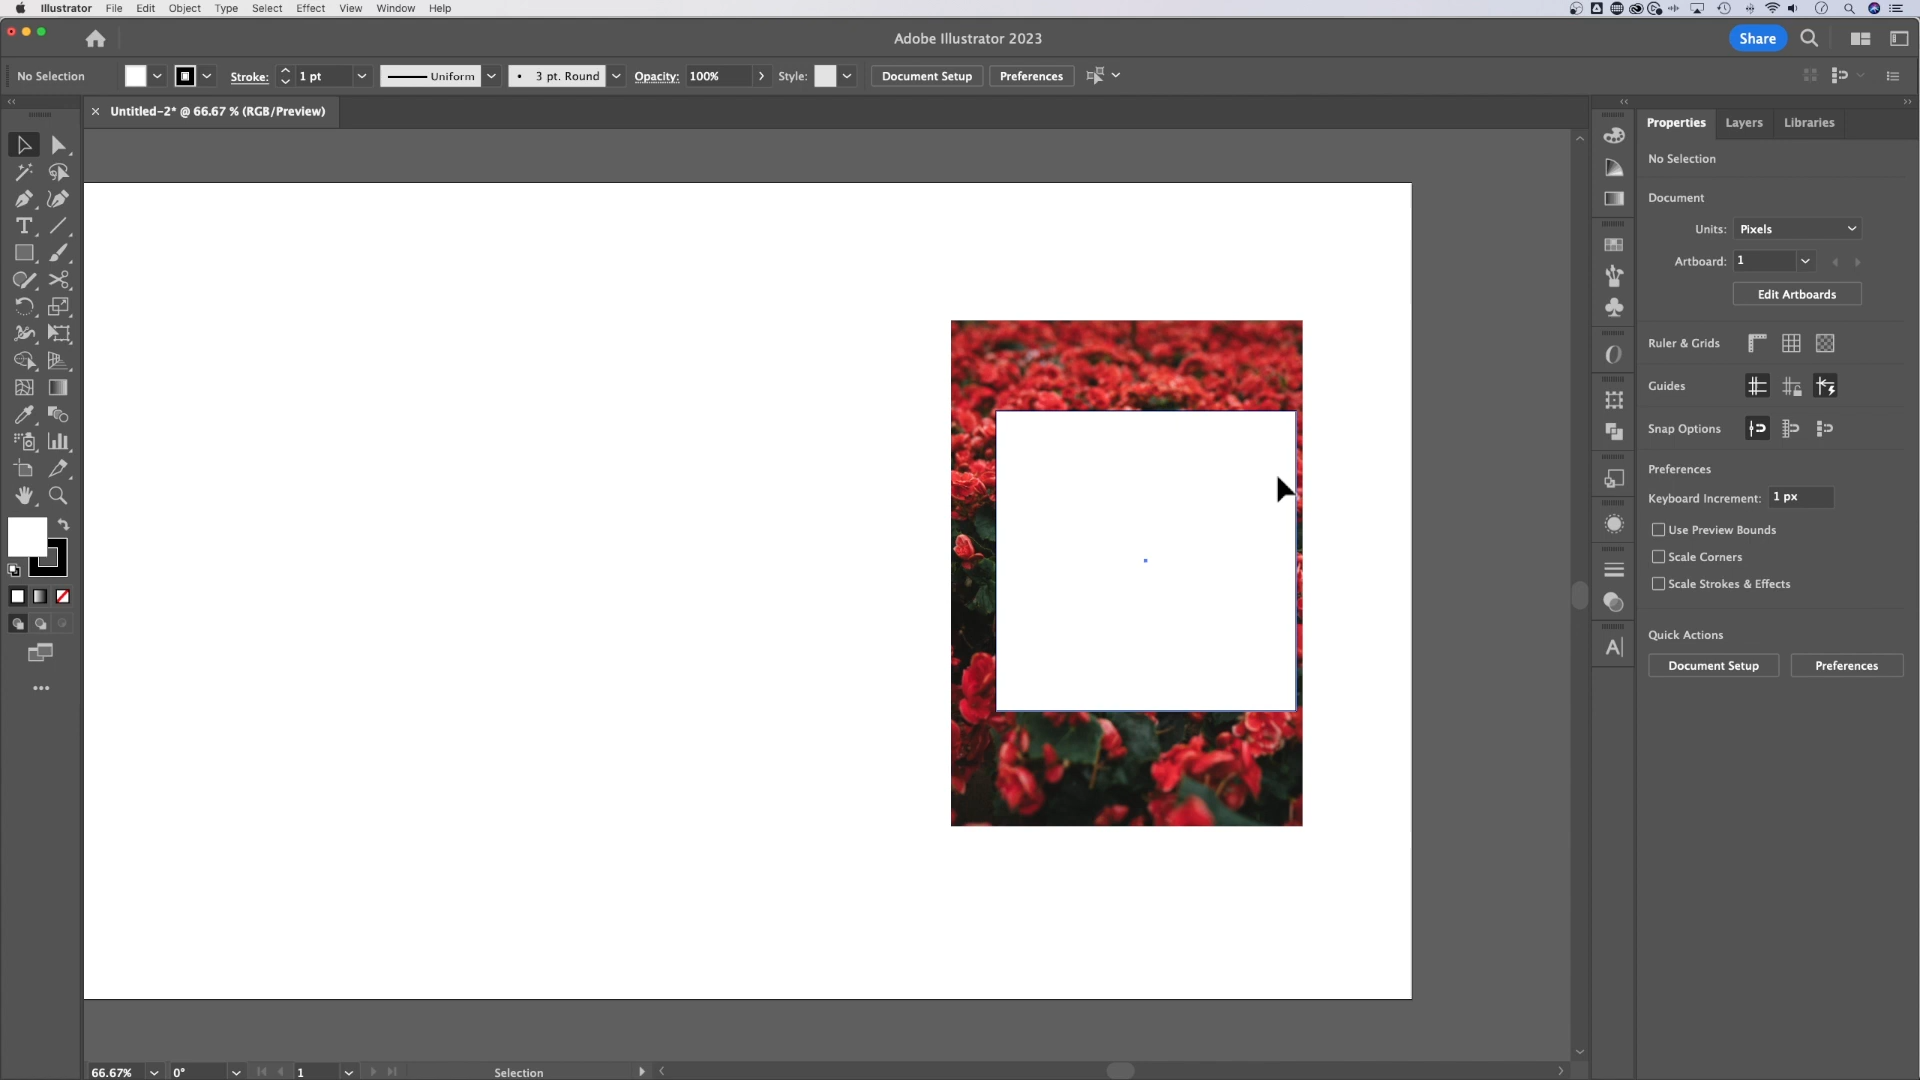 Illustrator File Edit Object Type Select Effect View Window Help
Adobe Illustrator 2023
Share
No Selection
Stroke: 1 pt
Uniform
3 pt. Round
Opacity: 100%
Style:
Document Setup
Preferences
Untitled-2* @ 66.67 % (RGB/Preview)
Properties Layers Libraries
No Selection
Document
Units: Pixels
Artboard: 1
Edit Artboards
Ruler & Grids
Guides
Snap Options
Preferences
Keyboard Increment: 1 px
Use Preview Bounds
Scale Corners
Scale Strokes & Effects
Quick Actions
Document Setup Preferences
66.67% 0° 1 Selection